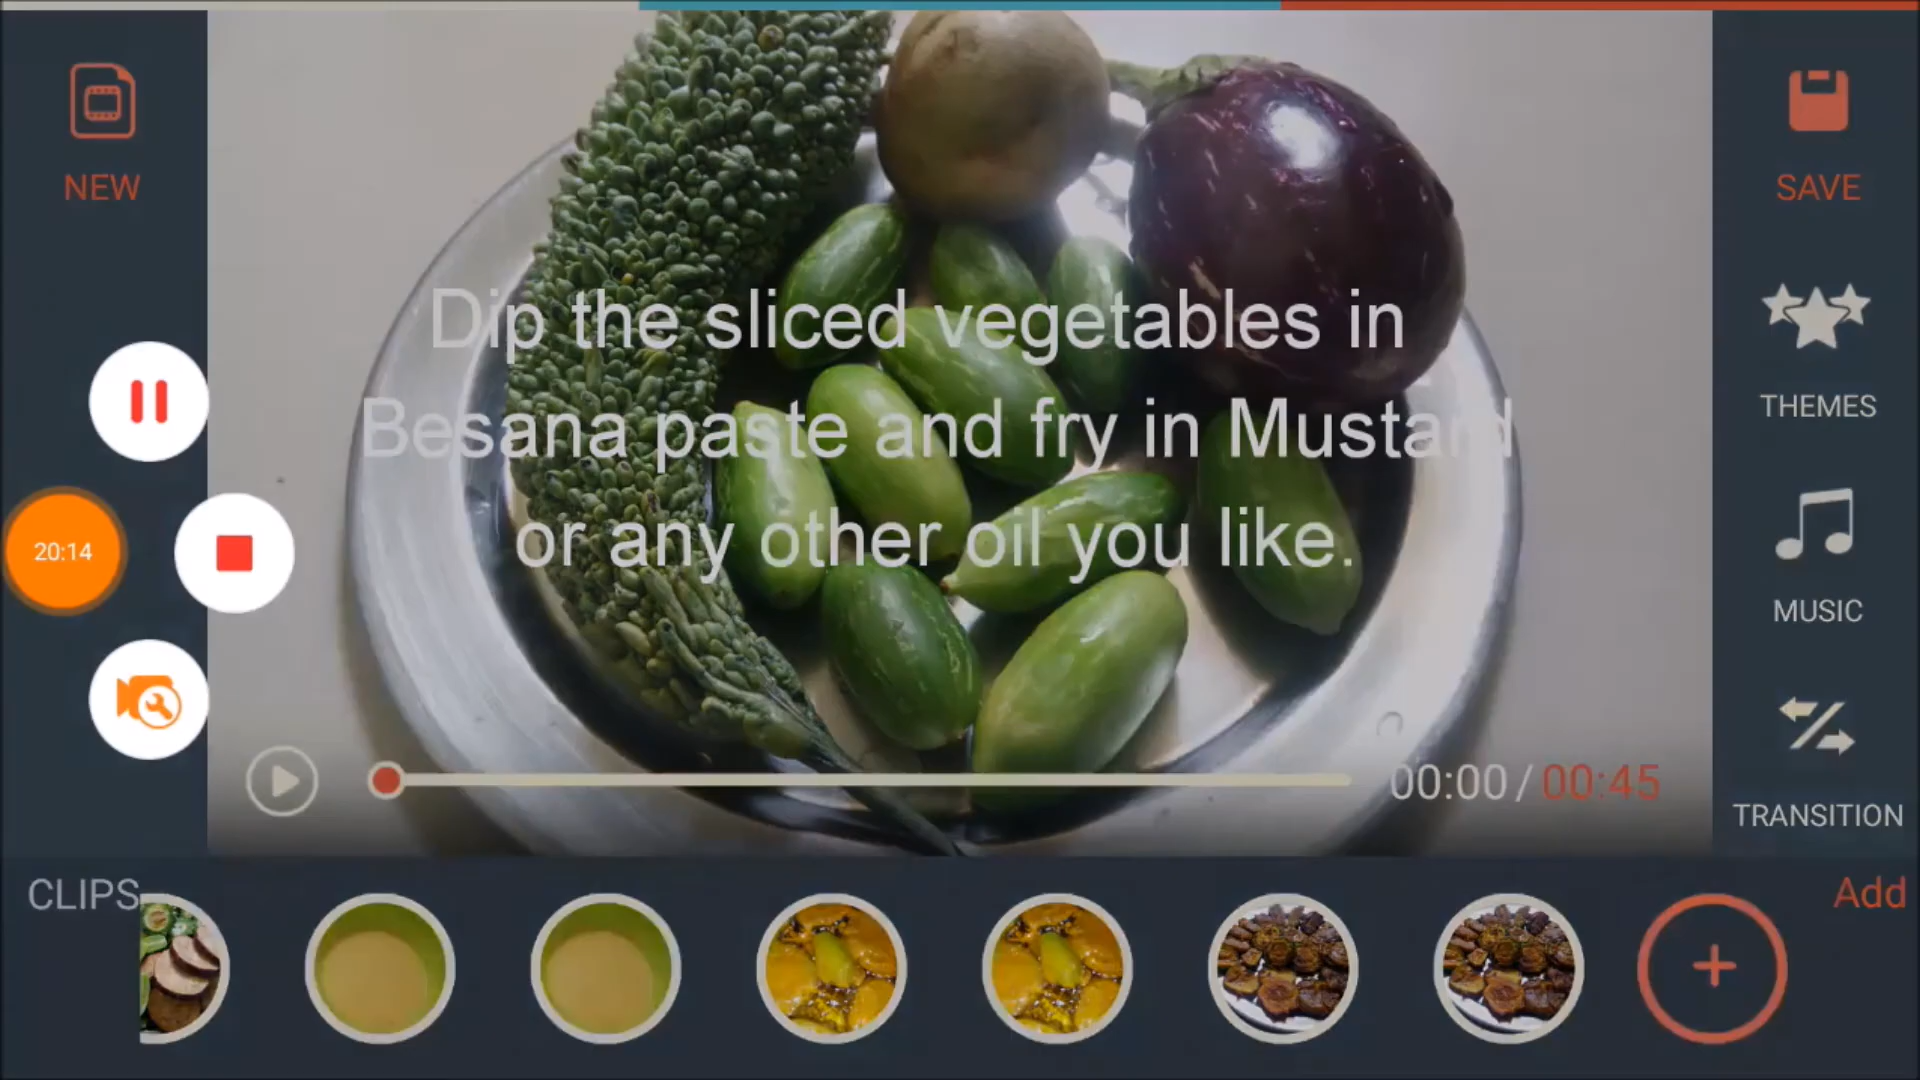 NEW
SAVE
Dip the sliced vegetables in
Besana paste and fry in Mustard
or any other oil you like.
THEMES
20:14
MUSIC
00:00 / 00:45
TRANSITION
CLIPS
Add